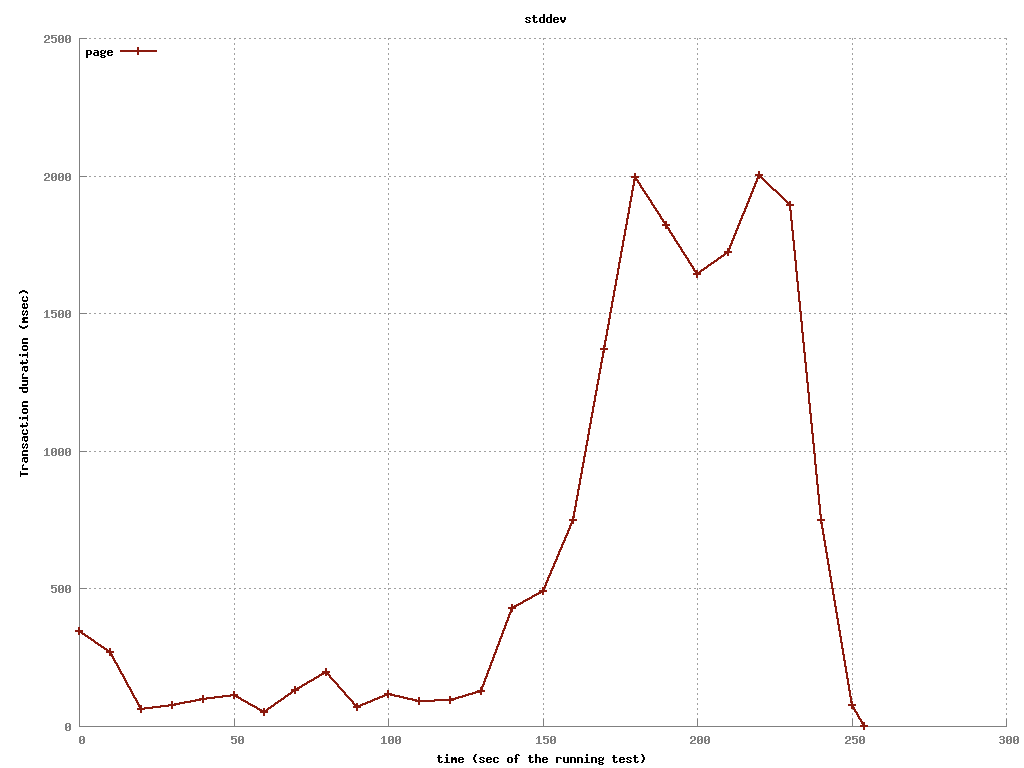 stddev
2500
page
2000
1500
1000
500
0
0 50 100 150 200 250 300
Transaction duration (msec)
time (sec of the running test)